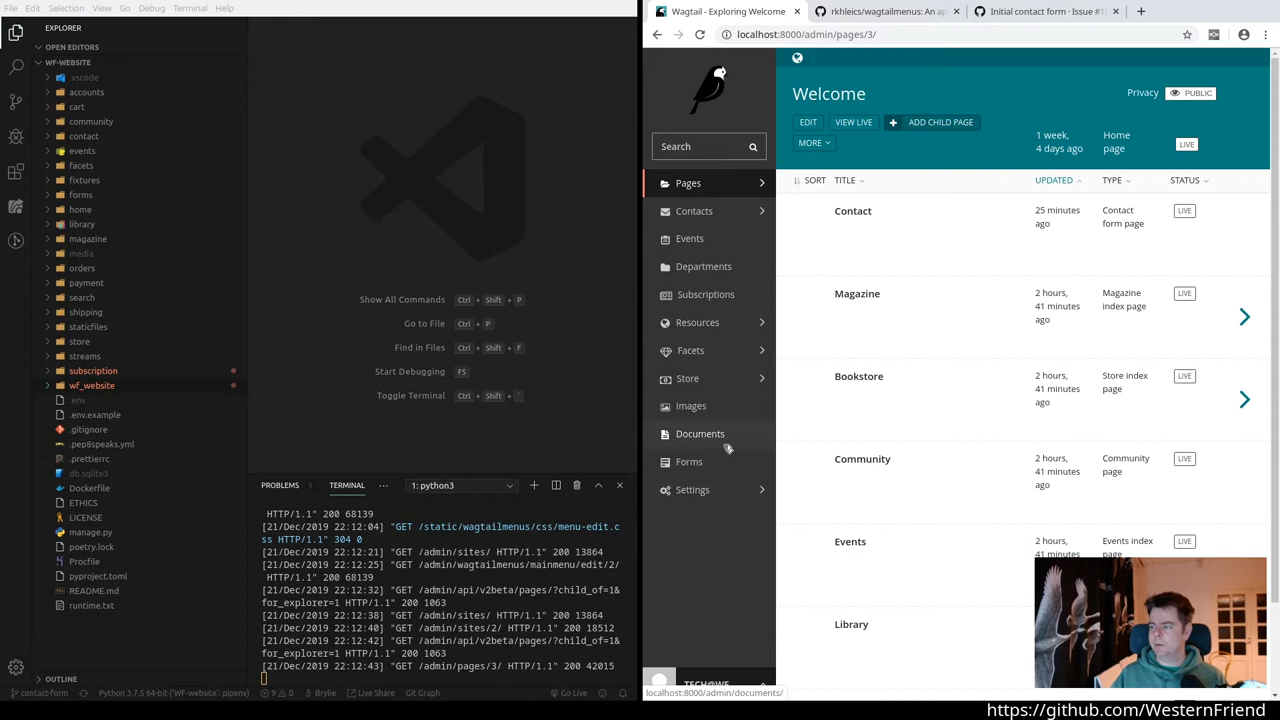 File Edit Selection View Go Debug Terminal Help
EXPLORER
OPEN EDITORS
WF-WEBSITE
.vscode
accounts
cart
community
contact
events
facets
fixtures
forms
home
library
magazine
media
orders
payment
search
shipping
staticfiles
store
streams
subscription
wf_website
.env
.env.example
.gitignore
.pep8speaks.yml
.prettierrc
db.sqlite3
Dockerfile
ETHICS
LICENSE
manage.py
poetry.lock
Procfile
pyproject.toml
README.md
runtime.txt
OUTLINE
Show All Commands Ctrl + Shift + P
Go to File Ctrl + P
Find in Files Ctrl + Shift + F
Start Debugging F5
Toggle Terminal Ctrl + Shift + `
PROBLEMS TERMINAL ••• 1: python3
HTTP/1.1" 200 68139
[21/Dec/2019 22:12:04] "GET /static/wagtailmenus/css/menu-edit.c
ss HTTP/1.1" 304 0
[21/Dec/2019 22:12:21] "GET /admin/sites/ HTTP/1.1" 200 13864
[21/Dec/2019 22:12:25] "GET /admin/wagtailmenus/mainmenu/edit/2/
HTTP/1.1" 200 68139
[21/Dec/2019 22:12:32] "GET /admin/api/v2beta/pages/?child_of=1&
for_explorer=1 HTTP/1.1" 200 1063
[21/Dec/2019 22:12:38] "GET /admin/sites/ HTTP/1.1" 200 13864
[21/Dec/2019 22:12:40] "GET /admin/sites/2/ HTTP/1.1" 200 18512
[21/Dec/2019 22:12:42] "GET /admin/api/v2beta/pages/?child_of=1&
for_explorer=1 HTTP/1.1" 200 1063
[21/Dec/2019 22:12:43] "GET /admin/pages/3/ HTTP/1.1" 200 42015
contact-form Python 3.7.5 64-bit ('WF-website': pipenv) 9 0 Brylie Live Share Git Graph Go Live
Wagtail - Exploring Welcome
rkhleics/wagtailmenus: An ap
Initial contact form · Issue #1
localhost:8000/admin/pages/3/
Search
Pages
Contacts
Events
Departments
Subscriptions
Resources
Facets
Store
Images
Documents
Forms
Settings
TECH@WE
localhost:8000/admin/documents/
Welcome
Privacy PUBLIC
EDIT VIEW LIVE ADD CHILD PAGE
MORE
1 week,
4 days ago
Home
page
LIVE
SORT TITLE UPDATED TYPE STATUS
Contact
25 minutes
ago
Contact
form page
LIVE
Magazine
2 hours,
41 minutes
ago
Magazine
index page
LIVE
Bookstore
2 hours,
41 minutes
ago
Store index
page
LIVE
Community
2 hours,
41 minutes
ago
Community
page
LIVE
Events
2 hours,
41 minutes
Events index
page
LIVE
Library
https://github.com/WesternFriend